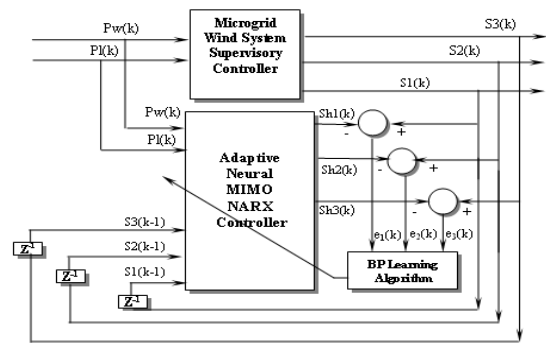 Microgrid
Wind System
Supervisory
Controller
Pw(k)
Pl(k)
S3(k)
S2(k)
S1(k)
Pw(k)
Pl(k)
Adaptive
Neural
MIMO
NARX
Controller
Sh1(k)
Sh2(k)
Sh3(k)
- +
- +
- +
e₁(k) e₂(k) e₃(k)
BP Learning
Algorithm
S3(k-1)
S2(k-1)
S1(k-1)
Z⁻¹
Z⁻¹
Z⁻¹